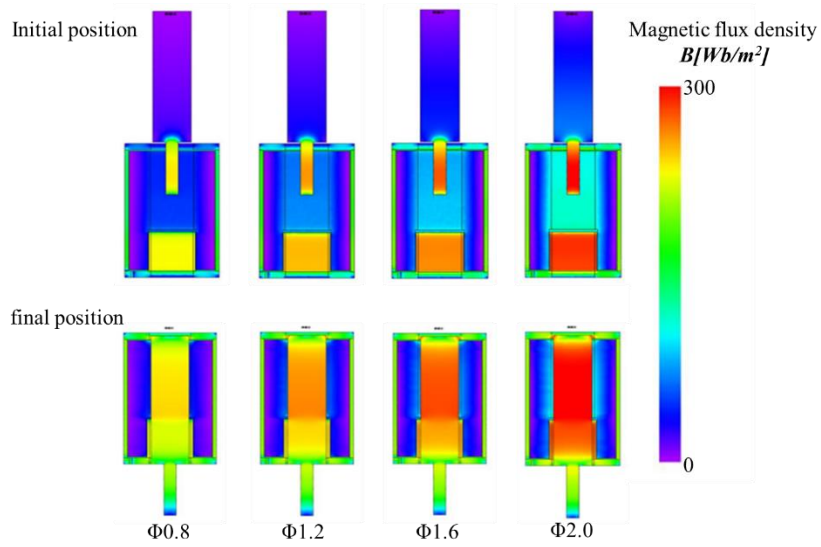 Initial position
Magnetic flux density
B[Wb/m²]
300
final position
0
Φ0.8
Φ1.2
Φ1.6
Φ2.0